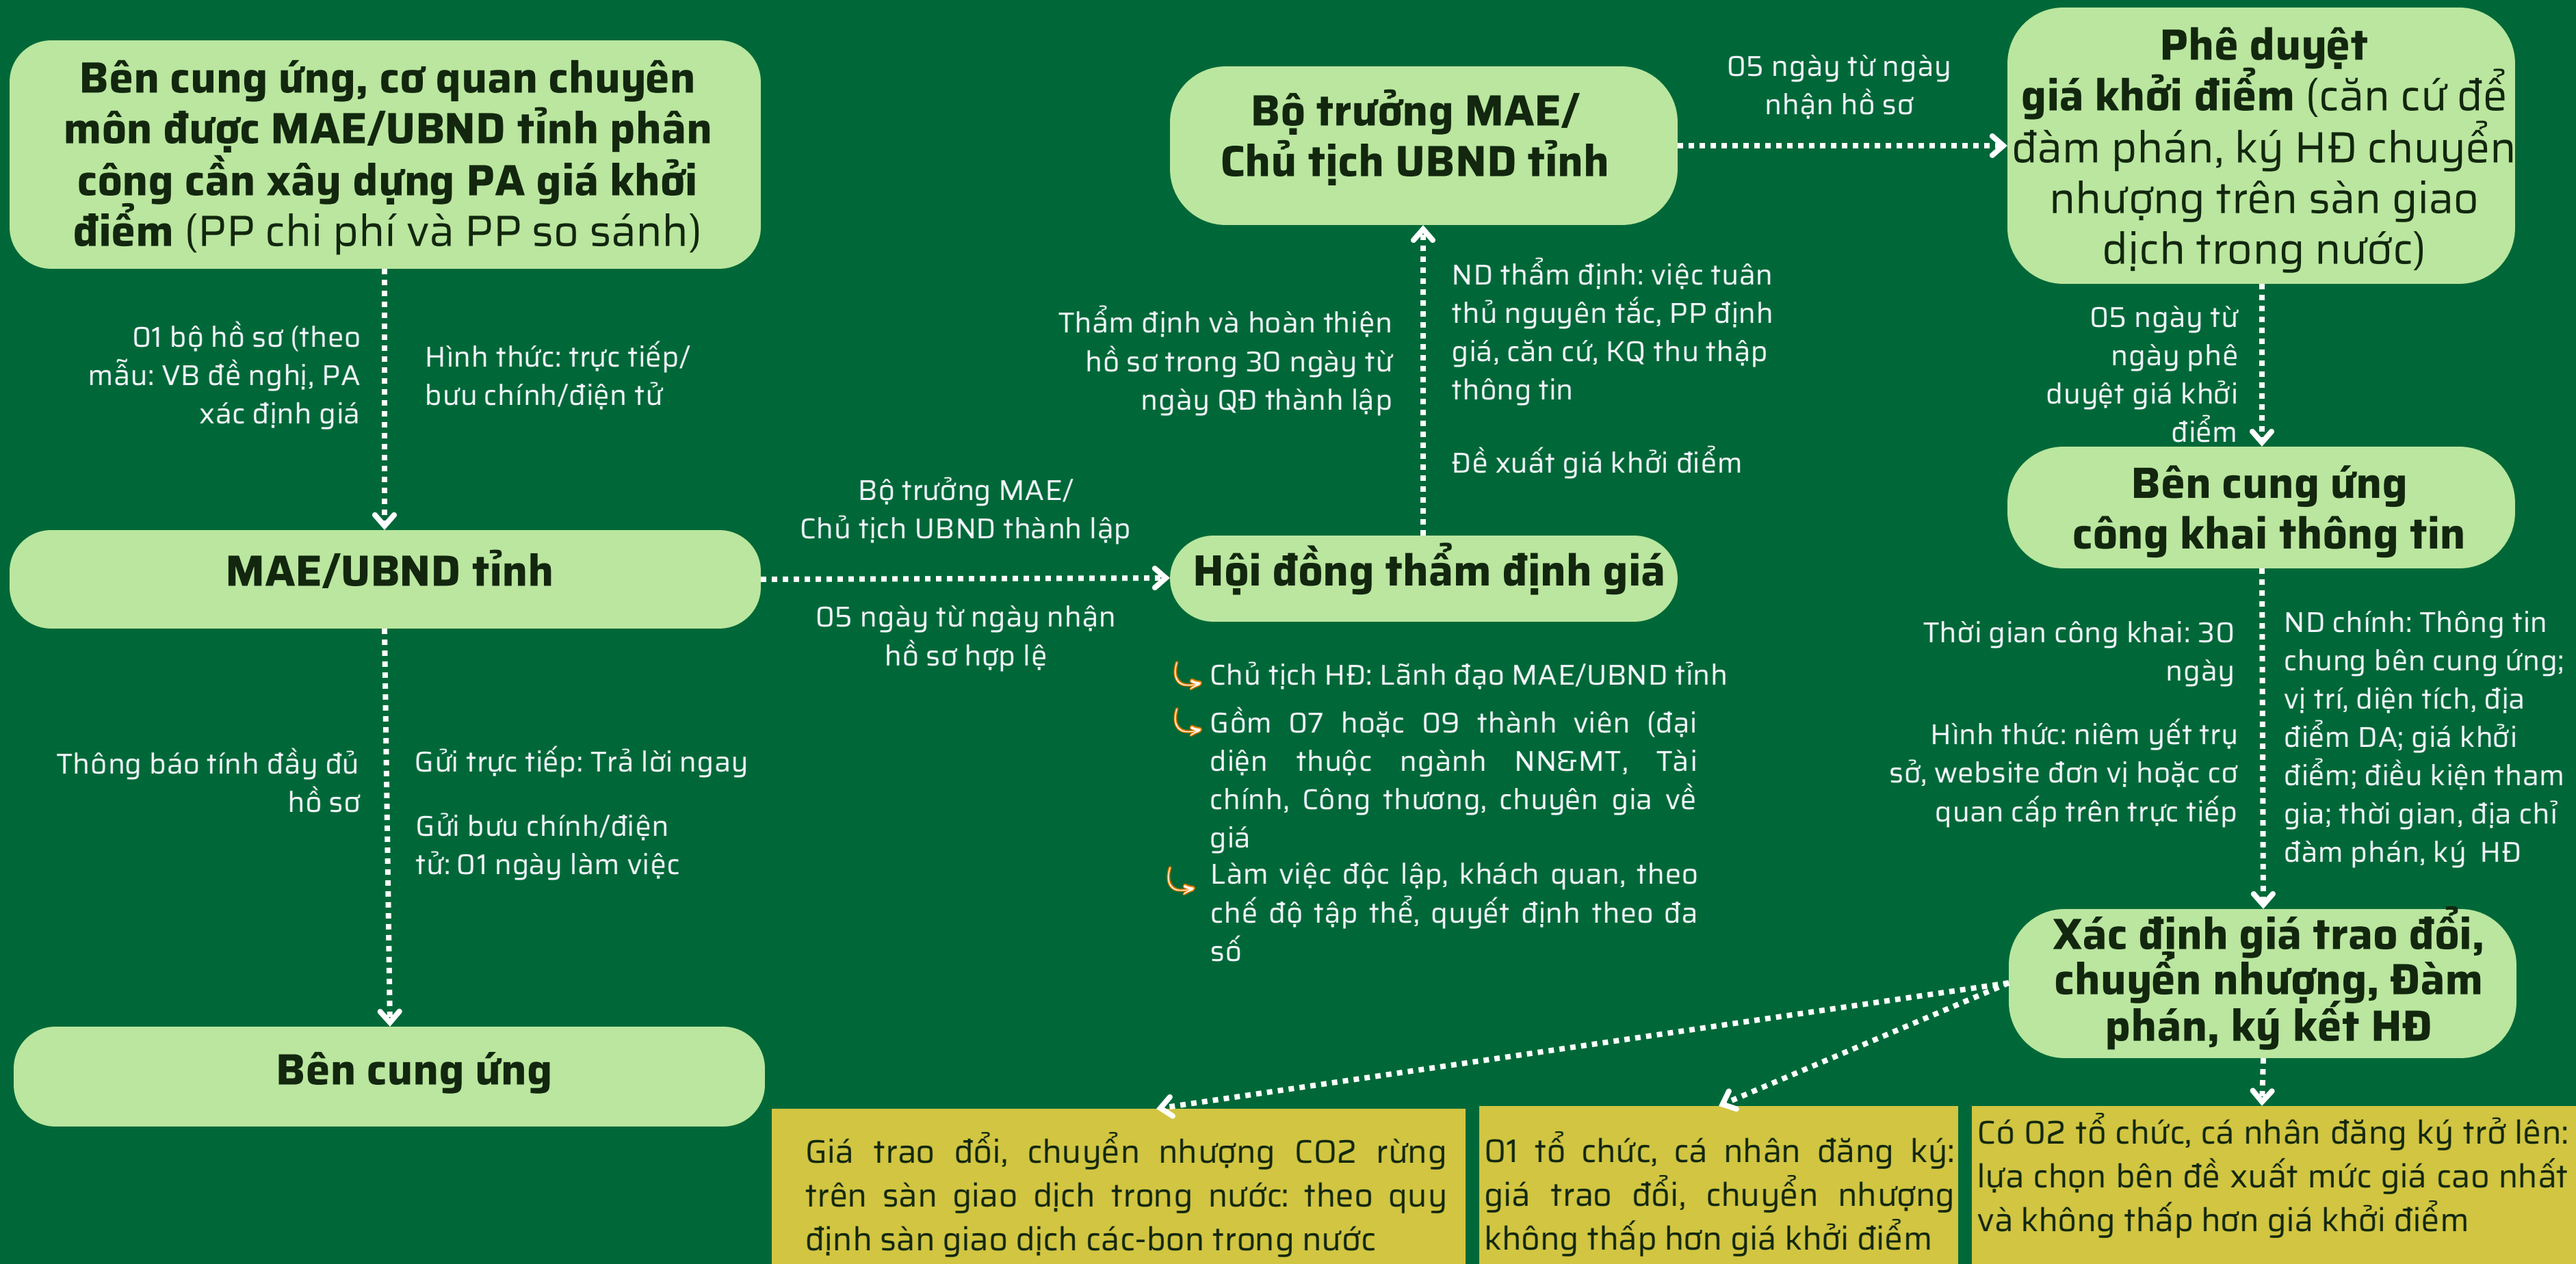 Bên cung ứng, cơ quan chuyên
môn được MAE/UBND tỉnh phân
công cần xây dựng PA giá khởi
điểm (PP chi phí và PP so sánh)
01 bộ hồ sơ (theo
mẫu: VB đề nghị, PA
xác định giá
Hình thức: trực tiếp/
bưu chính/điện tử
MAE/UBND tỉnh
Thông báo tính đầy đủ
hồ sơ
Gửi trực tiếp: Trả lời ngay
Gửi bưu chính/điện
tử: 01 ngày làm việc
Bên cung ứng
Bộ trưởng MAE/
Chủ tịch UBND thành lập
05 ngày từ ngày nhận
hồ sơ hợp lệ
Hội đồng thẩm định giá
Chủ tịch HĐ: Lãnh đạo MAE/UBND tỉnh
Gồm 07 hoặc 09 thành viên (đại
diện thuộc ngành NN&MT, Tài
chính, Công thương, chuyên gia về
giá
Làm việc độc lập, khách quan, theo
chế độ tập thể, quyết định theo đa
số
Thẩm định và hoàn thiện
hồ sơ trong 30 ngày từ
ngày QĐ thành lập
ND thẩm định: việc tuân
thủ nguyên tắc, PP định
giá, căn cứ, KQ thu thập
thông tin
Đề xuất giá khởi điểm
Bộ trưởng MAE/
Chủ tịch UBND tỉnh
05 ngày từ ngày
nhận hồ sơ
Phê duyệt
giá khởi điểm (căn cứ để
đàm phán, ký HĐ chuyển
nhượng trên sàn giao
dịch trong nước)
05 ngày từ
ngày phê
duyệt giá khởi
điểm
Bên cung ứng
công khai thông tin
Thời gian công khai: 30
ngày
Hình thức: niêm yết trụ
sở, website đơn vị hoặc cơ
quan cấp trên trực tiếp
ND chính: Thông tin
chung bên cung ứng;
vị trí, diện tích, địa
điểm DA; giá khởi
điểm; điều kiện tham
gia; thời gian, địa chỉ
đàm phán, ký HĐ
Xác định giá trao đổi,
chuyển nhượng, Đàm
phán, ký kết HĐ
Giá trao đổi, chuyển nhượng CO2 rừng
trên sàn giao dịch trong nước: theo quy
định sàn giao dịch các-bon trong nước
01 tổ chức, cá nhân đăng ký:
giá trao đổi, chuyển nhượng
không thấp hơn giá khởi điểm
Có 02 tổ chức, cá nhân đăng ký trở lên:
lựa chọn bên đề xuất mức giá cao nhất
và không thấp hơn giá khởi điểm